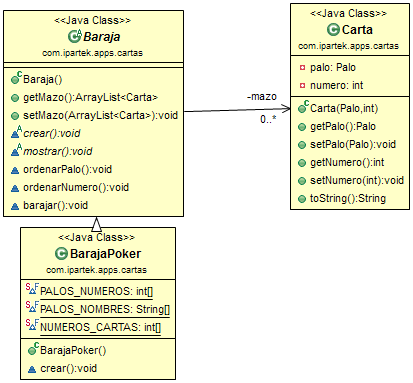 <<Java Class>>
Baraja
com.ipartek.apps.cartas
Baraja()
getMazo():ArrayList<Carta>
setMazo(ArrayList<Carta>):void
crear():void
mostrar():void
ordenarPalo():void
ordenarNumero():void
barajar():void
-mazo
0..*
<<Java Class>>
Carta
com.ipartek.apps.cartas
palo: Palo
numero: int
Carta(Palo,int)
getPalo():Palo
setPalo(Palo):void
getNumero():int
setNumero(int):void
toString():String
<<Java Class>>
BarajaPoker
com.ipartek.apps.cartas
PALOS_NUMEROS: int[]
PALOS_NOMBRES: String[]
NUMEROS_CARTAS: int[]
BarajaPoker()
crear():void